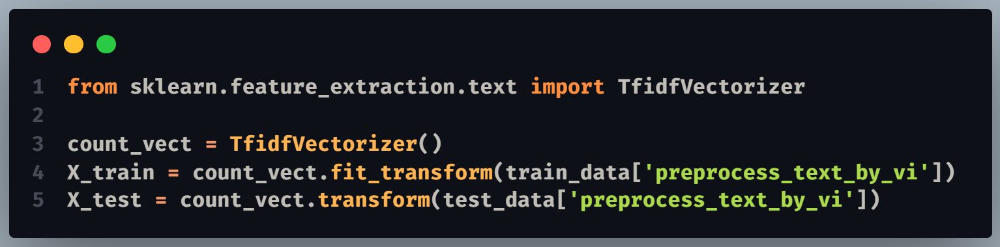 1 from sklearn.feature_extraction.text import TfidfVectorizer
2
3 count_vect = TfidfVectorizer()
4 X_train = count_vect.fit_transform(train_data['preprocess_text_by_vi'])
5 X_test = count_vect.transform(test_data['preprocess_text_by_vi'])